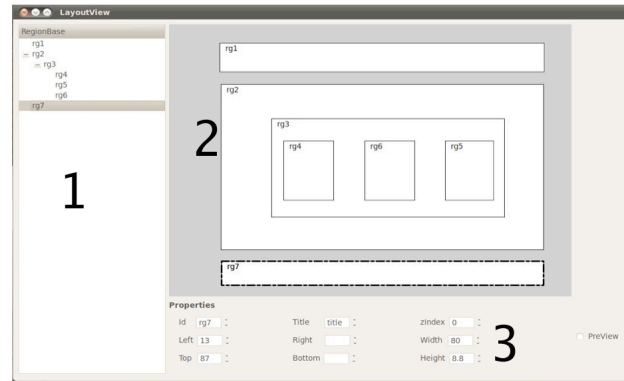 LayoutView
RegionBase
rg1
rg2
rg3
rg4
rg5
rg6
rg7
1
rg1
rg2
2
rg3
rg4 rg6 rg5
rg7
Properties
Id rg7 Title title zIndex 0
Left 13 Right Width 80
Top 87 Bottom Height 8.8
3
PreView